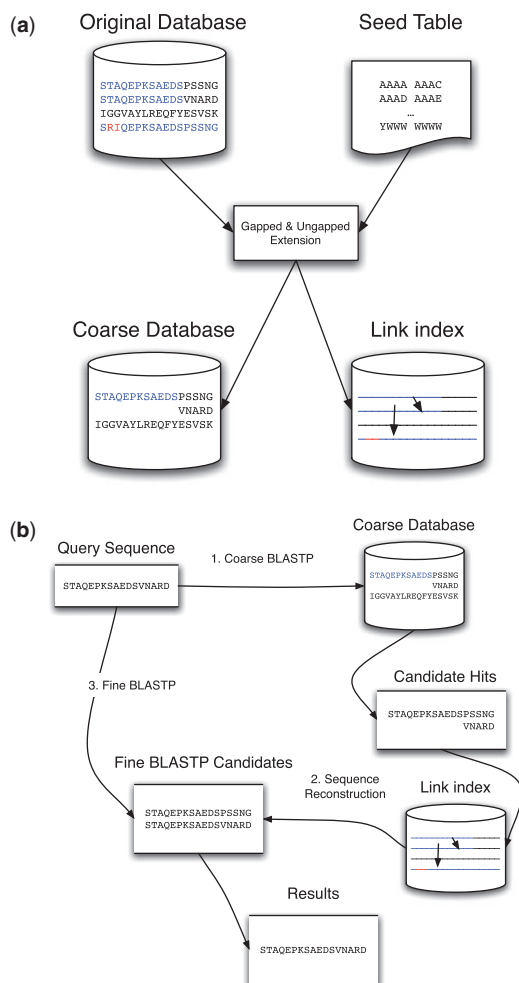 (a)
Original Database
STAQEPKSAEDSPSSNG
STAQEPKSAEDSVNARD
IGGVAYLREQFYESVSK
SRIQEPKSAEDSPSSNG
Seed Table
AAAA AAAC
AAAD AAAE
...
YWWW WWWW
Gapped & Ungapped
Extension
Coarse Database
STAQEPKSAEDSPSSNG
VNARD
IGGVAYLREQFYESVSK
Link index
(b)
Query Sequence
STAQEPKSAEDSVNARD
1. Coarse BLASTP
Coarse Database
STAQEPKSAEDSPSSNG
VNARD
IGGVAYLREQFYESVSK
Candidate Hits
STAQEPKSAEDSPSSNG
VNARD
3. Fine BLASTP
Fine BLASTP Candidates
STAQEPKSAEDSPSSNG
STAQEPKSAEDSVNARD
2. Sequence
Reconstruction
Link index
Results
STAQEPKSAEDSVNARD